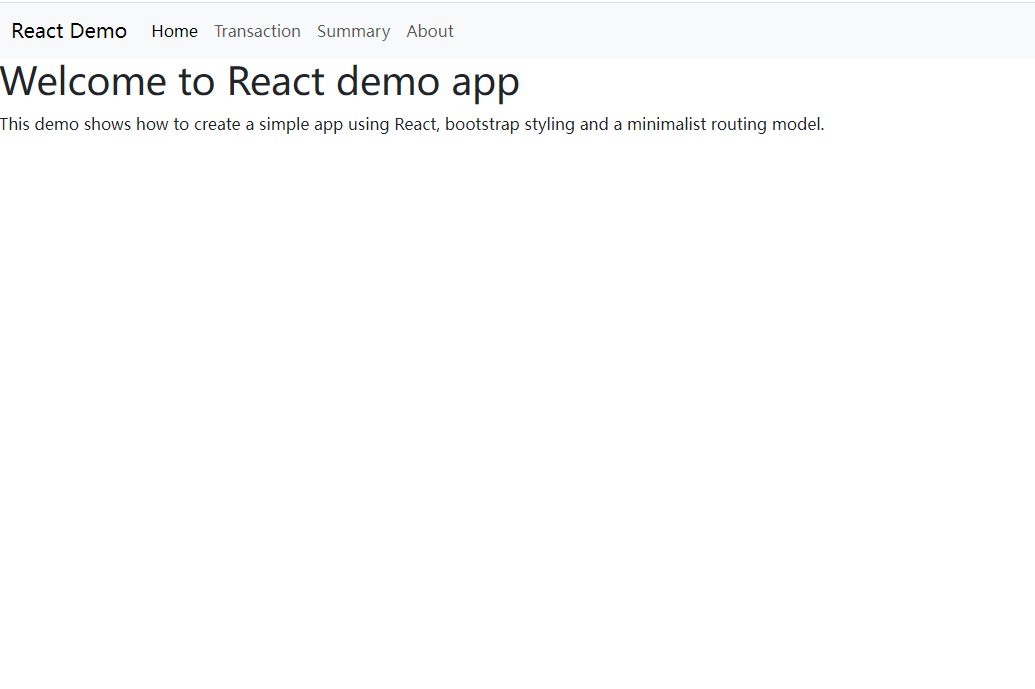 React Demo Home Transaction Summary About
Welcome to React demo app
This demo shows how to create a simple app using React, bootstrap styling and a minimalist routing model.